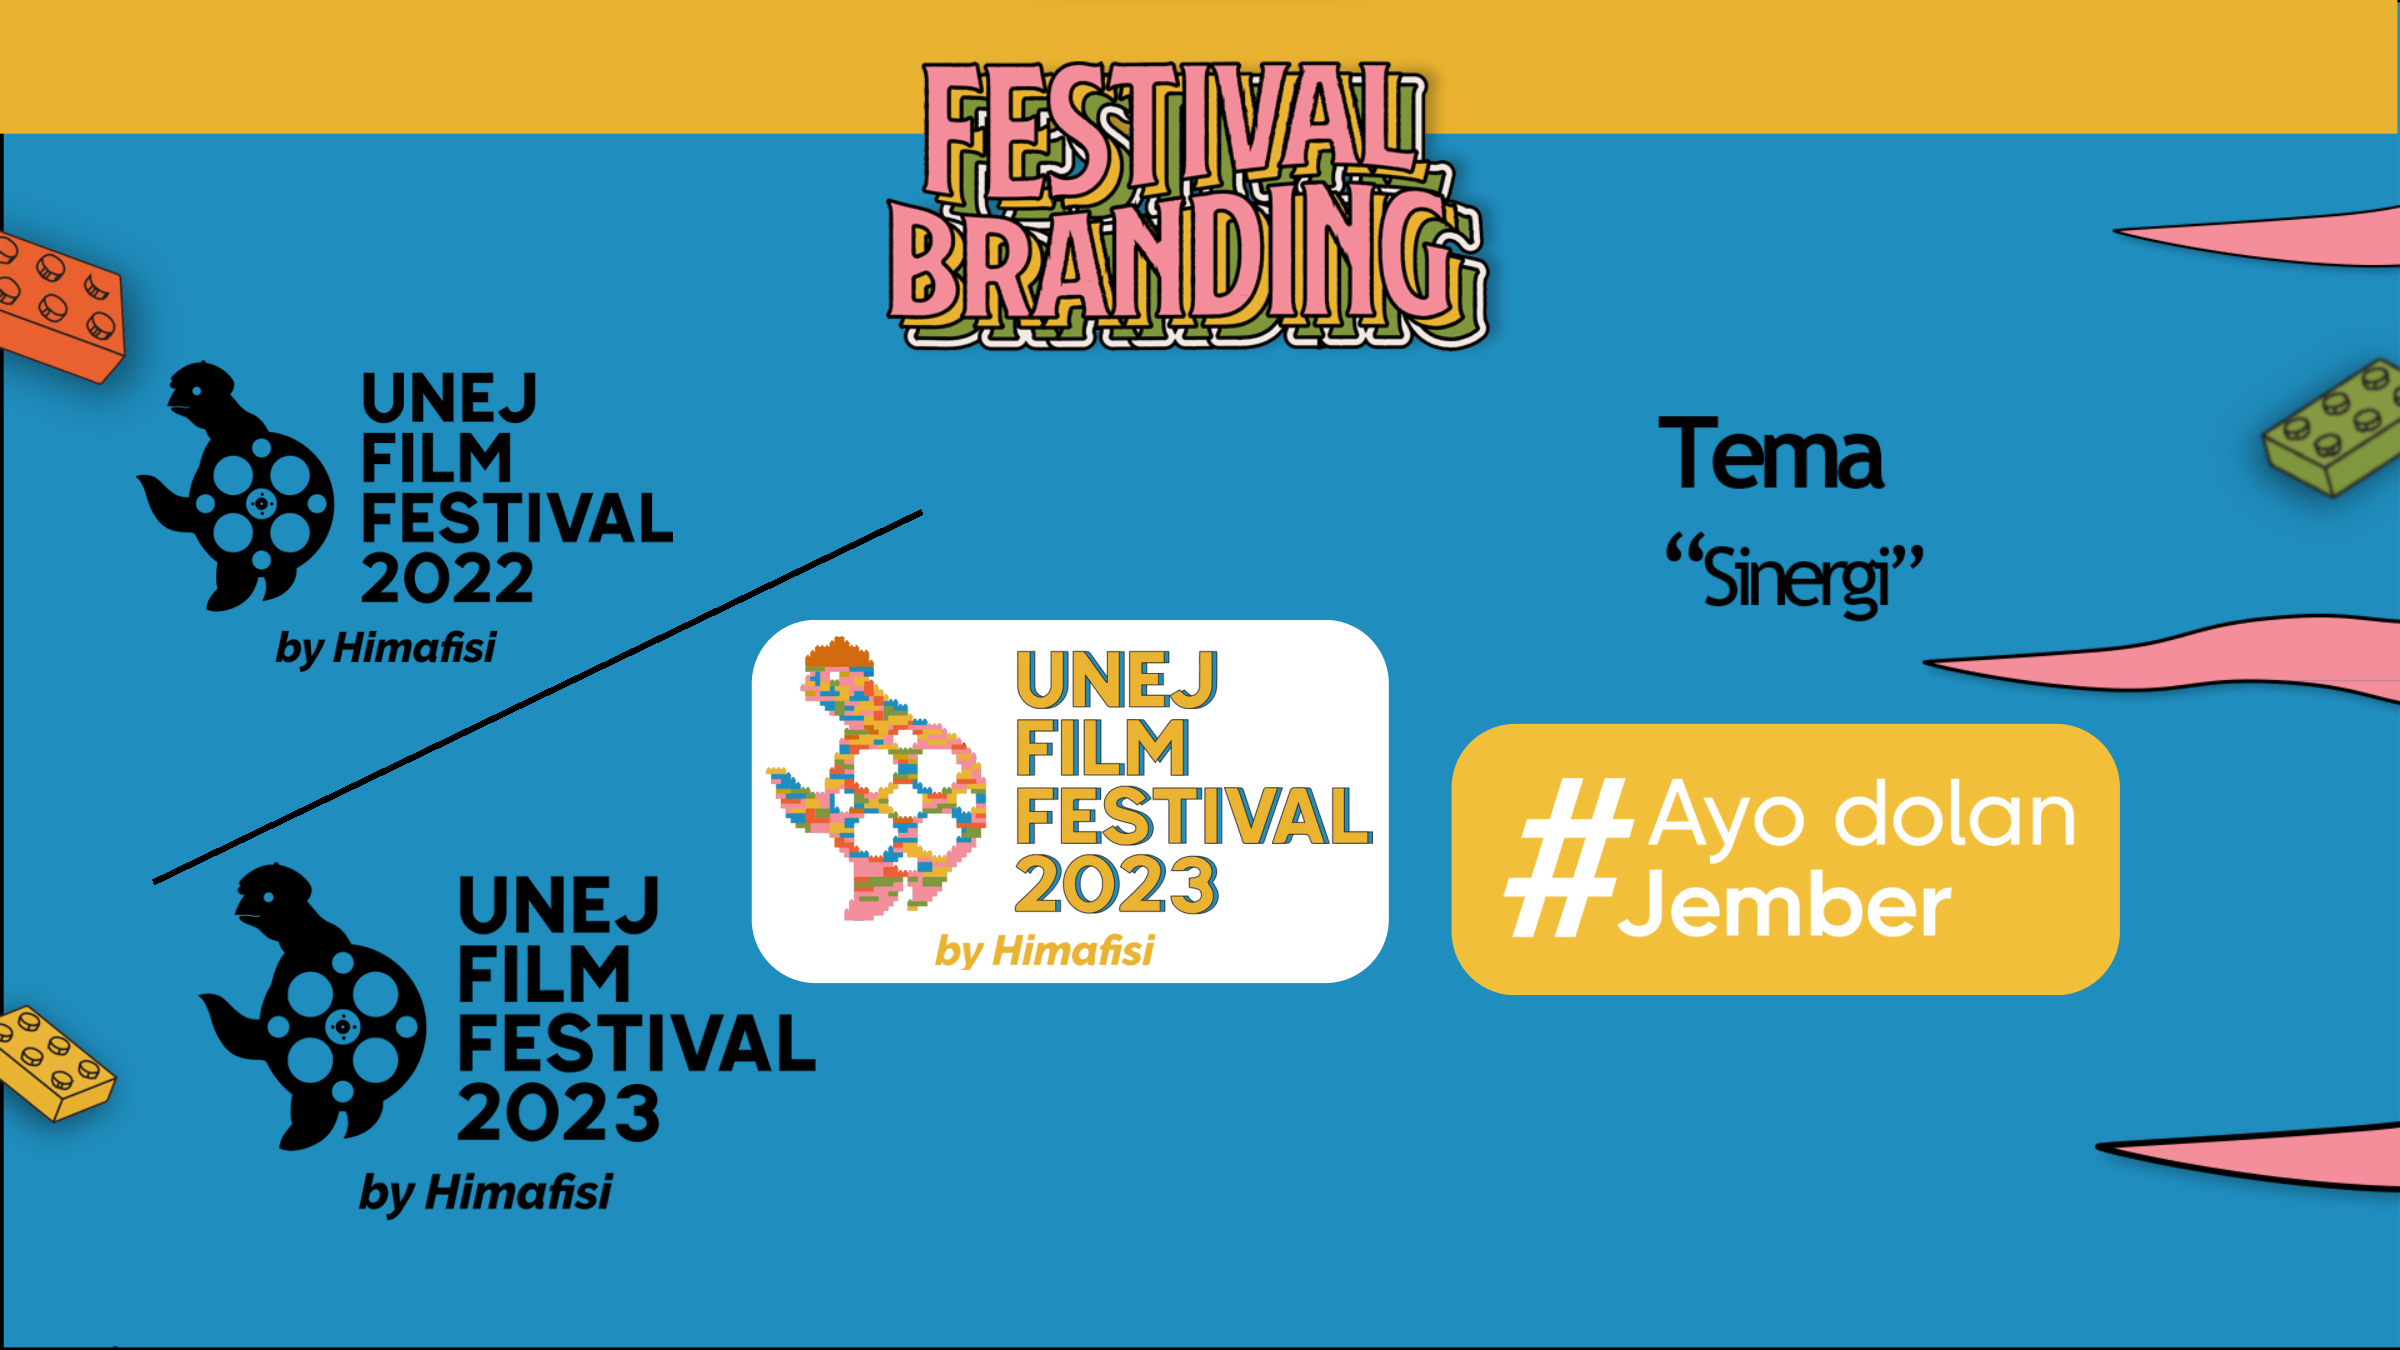 FESTIVAL
BRANDING
UNEJ
FILM
FESTIVAL
2022
by Himafisi
UNEJ
FILM
FESTIVAL
2023
by Himafisi
UNEJ
FILM
FESTIVAL
2023
by Himafisi
Tema
“Sinergi”
#Ayo dolan
Jember